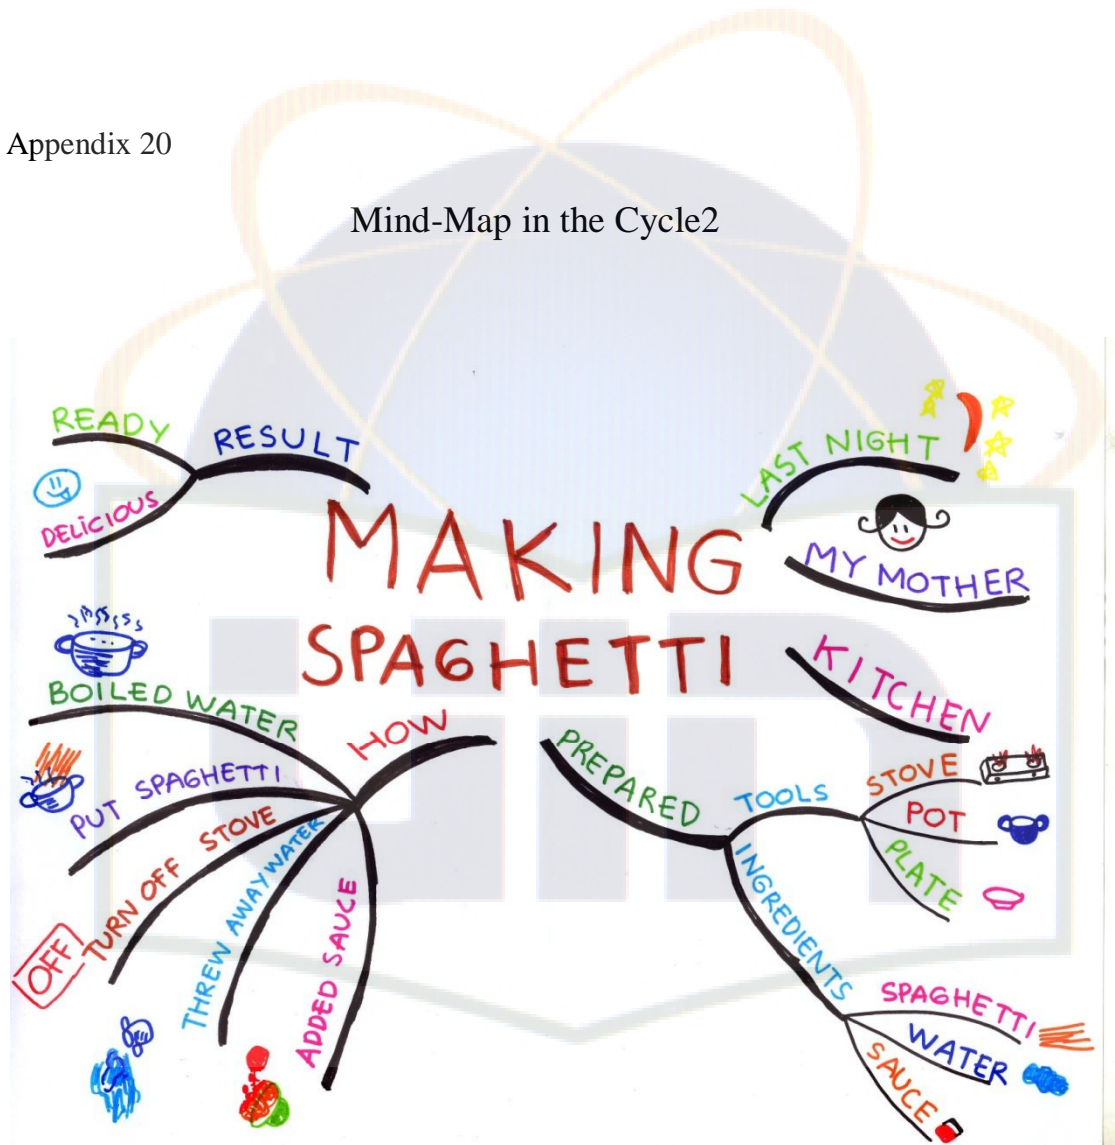 Appendix 20
Mind-Map in the Cycle2
MAKING
SPAGHETTI
LAST NIGHT
MY MOTHER
KITCHEN
PREPARED
TOOLS
STOVE
POT
PLATE
INGREDIENTS
SPAGHETTI
WATER
SAUCE
HOW
BOILED WATER
PUT SPAGHETTI
TURN OFF STOVE
OFF
THREW AWAY WATER
ADDED SAUCE
RESULT
READY
DELiCiOUS